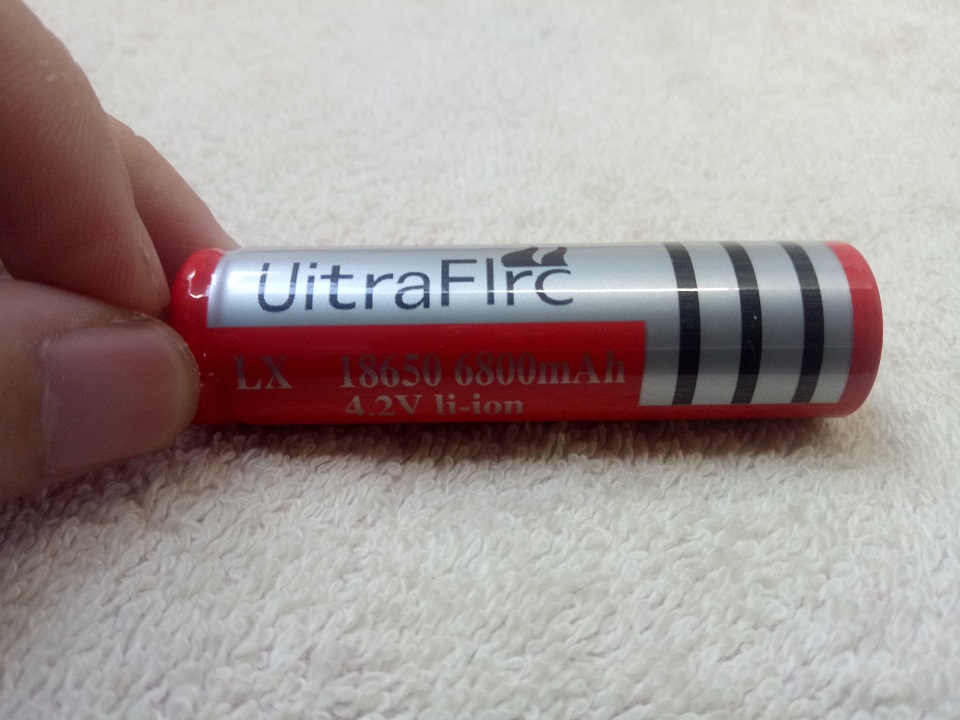 UitraFlrc
LX 18650 6800mAh
4.2V li-ion